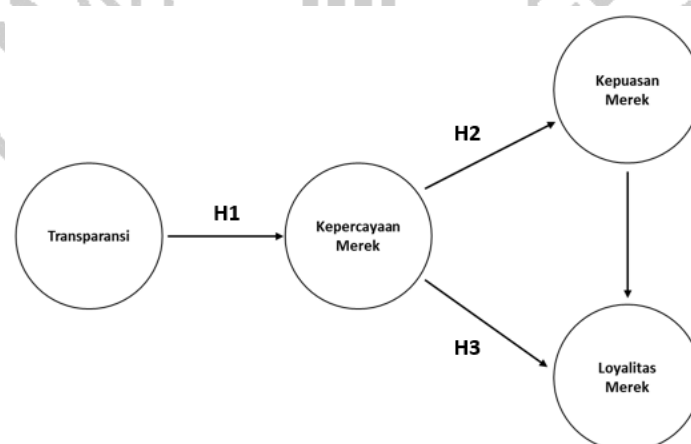 Kepuasan
Merek
H2
H1
Transparansi
Kepercayaan
Merek
H3
Loyalitas
Merek